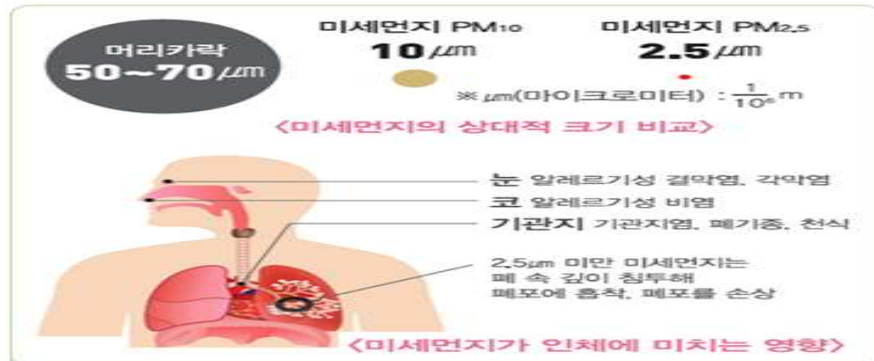 머리카락
50~70㎛
미세먼지 PM10
10㎛
미세먼지 PM2.5
2.5㎛
※ ㎛(마이크로미터) : 1/10⁶ m
<미세먼지의 상대적 크기 비교>
눈 알레르기성 결막염, 각막염
코 알레르기성 비염
기관지 기관지염, 폐기종, 천식
2.5㎛ 미만 미세먼지는
폐 속 깊이 침투해
폐포에 흡착, 폐포를 손상
<미세먼지가 인체에 미치는 영향>